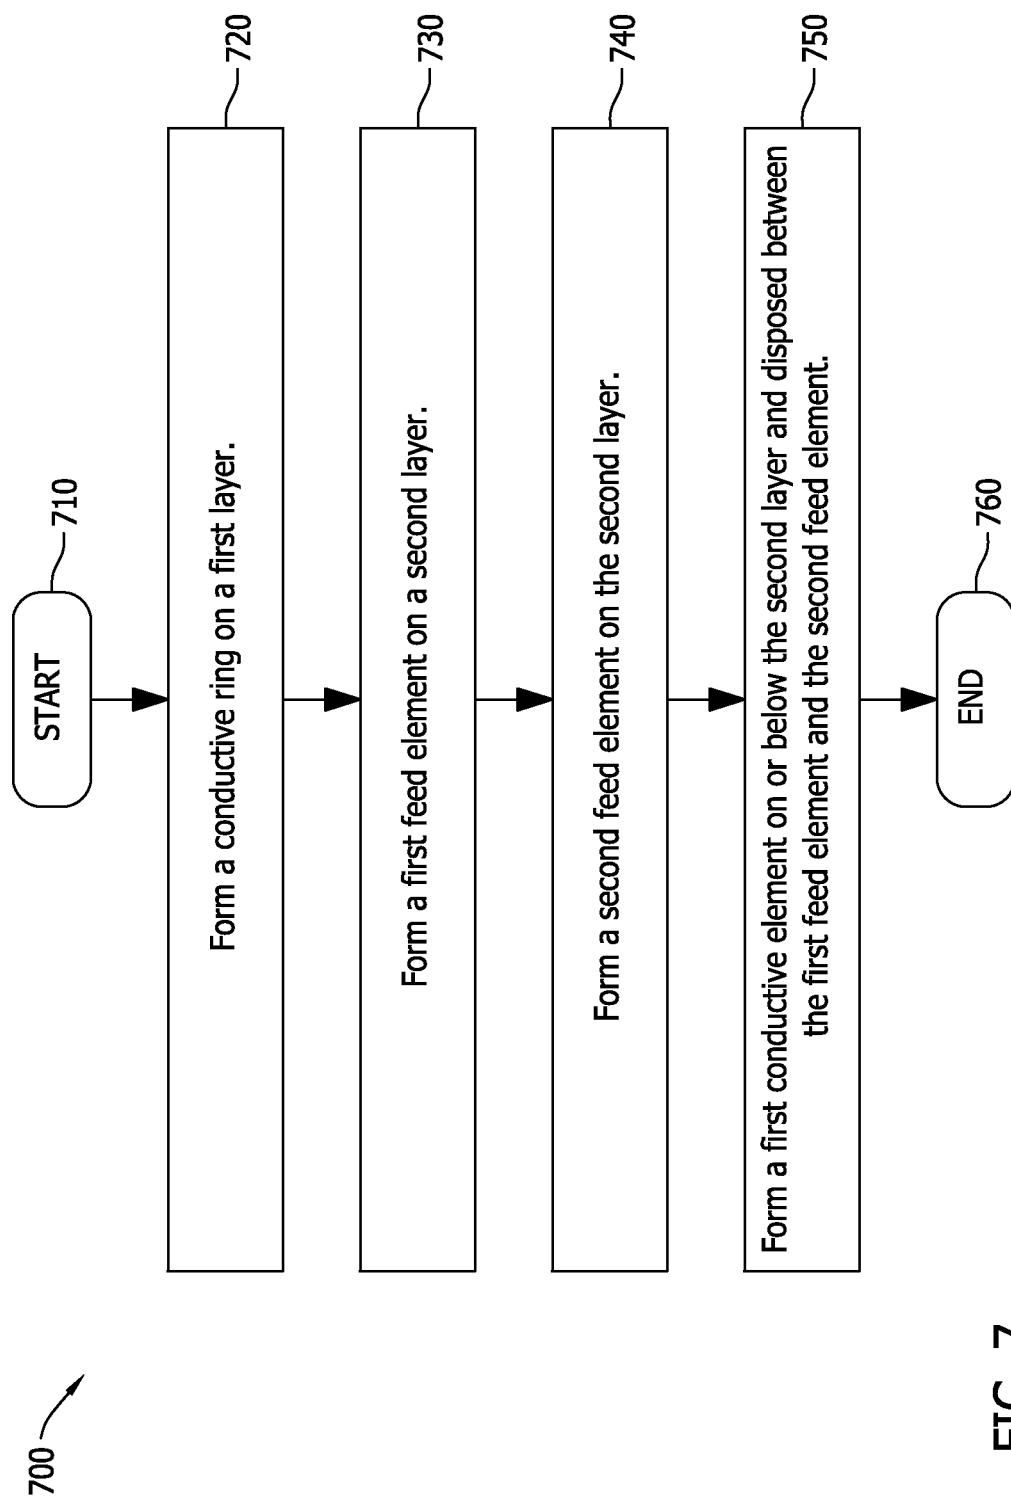 700
START
710
Form a conductive ring on a first layer.
720
Form a first feed element on a second layer.
730
Form a second feed element on the second layer.
740
Form a first conductive element on or below the second layer and disposed between
the first feed element and the second feed element.
750
END
760
FIG. 7